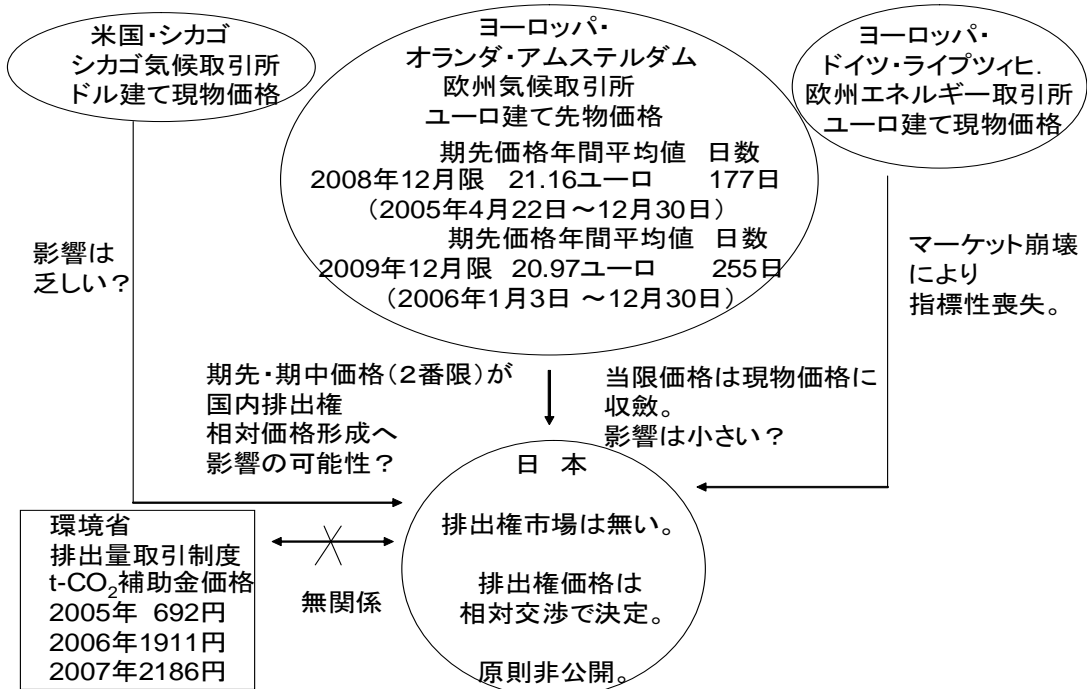 米国・シカゴ
シカゴ気候取引所
ドル建て現物価格
ヨーロッパ・
オランダ・アムステルダム
欧州気候取引所
ユーロ建て先物価格
期先価格年間平均値 日数
2008年12月限 21.16ユーロ 177日
（2005年4月22日～12月30日）
期先価格年間平均値 日数
2009年12月限 20.97ユーロ 255日
（2006年1月3日 ～12月30日）
ヨーロッパ・
ドイツ・ライプツィヒ.
欧州エネルギー取引所
ユーロ建て現物価格
影響は
乏しい？
マーケット崩壊
により
指標性喪失。
期先・期中価格（２番限）が
国内排出権
相対価格形成へ
影響の可能性？
当限価格は現物価格に
収斂。
影響は小さい？
日 本
排出権市場は無い。
排出権価格は
相対交渉で決定。
原則非公開。
環境省
排出量取引制度
t-CO₂補助金価格
2005年 692円
2006年1911円
2007年2186円
無関係